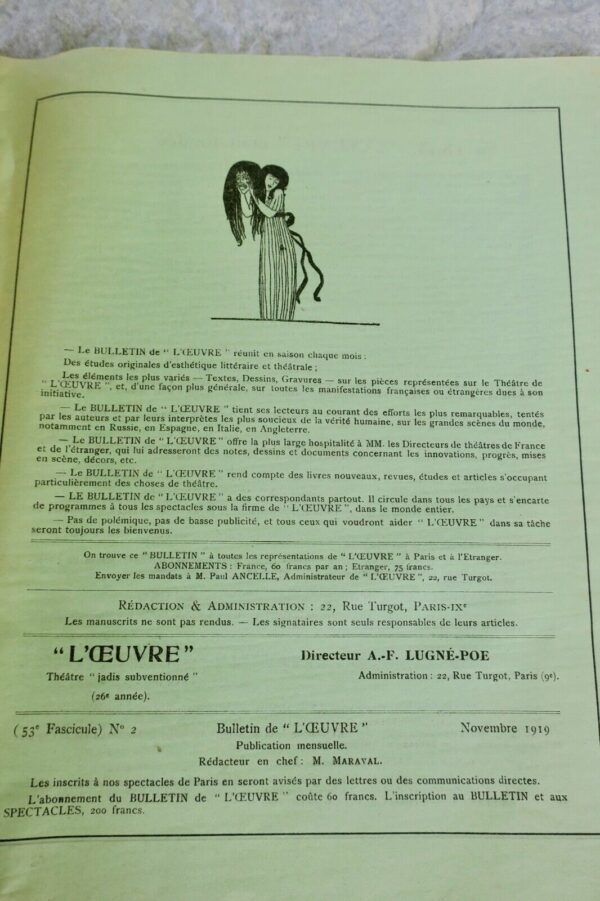 — Le BULLETIN de “ L'ŒUVRE ” réunit en saison chaque mois :
Des études originales d'esthétique littéraire et théâtrale ;
Les éléments les plus variés — Textes, Dessins, Gravures — sur les pièces représentées sur le Théâtre de
“ L'ŒUVRE ”, et, d'une façon plus générale, sur toutes les manifestations françaises ou étrangères dues à son
initiative.
— Le BULLETIN de “ L'ŒUVRE ” tient ses lecteurs au courant des efforts les plus remarquables, tentés
par les auteurs et par leurs interprètes les plus soucieux de la vérité humaine, sur les grandes scènes du monde,
notamment en Russie, en Espagne, en Italie, en Angleterre.
— Le BULLETIN de “ L'ŒUVRE ” offre la plus large hospitalité à MM. les Directeurs de théâtres de France
et de l'étranger, qui lui adresseront des notes, dessins et documents concernant les innovations, progrès, mises
en scène, décors, etc.
— Le BULLETIN de “ L'ŒUVRE ” rend compte des livres nouveaux, revues, études et articles s'occupant
particulièrement des choses de théâtre.
— LE BULLETIN de “ L'ŒUVRE ” a des correspondants partout. Il circule dans tous les pays et s'encarte
de programmes à tous les spectacles sous la firme de “ L'ŒUVRE ”, dans le monde entier.
— Pas de polémique, pas de basse publicité, et tous ceux qui voudront aider “ L'ŒUVRE ” dans sa tâche
seront toujours les bienvenus.
On trouve ce “ BULLETIN ” à toutes les représentations de “ L'ŒUVRE ” à Paris et à l'Etranger.
ABONNEMENTS : France, 60 francs par an ; Etranger, 75 francs.
Envoyer les mandats à M. Paul ANCELLE, Administrateur de “ L'ŒUVRE ”, 22, rue Turgot.
RÉDACTION & ADMINISTRATION : 22, Rue Turgot, PARIS-IXe
Les manuscrits ne sont pas rendus. — Les signataires sont seuls responsables de leurs articles.
“ L'ŒUVRE ” Directeur A.-F. LUGNÉ-POE
Théâtre “ jadis subventionné ” Administration : 22, Rue Turgot, Paris (9e).
(26e année).
(53e Fascicule) No 2 Bulletin de “ L'ŒUVRE ” Novembre 1919
Publication mensuelle.
Rédacteur en chef : M. MARAVAL.
Les inscrits à nos spectacles de Paris en seront avisés par des lettres ou des communications directes.
L'abonnement du BULLETIN de “ L'ŒUVRE ” coûte 60 francs. L'inscription au BULLETIN et aux
SPECTACLES, 200 francs.